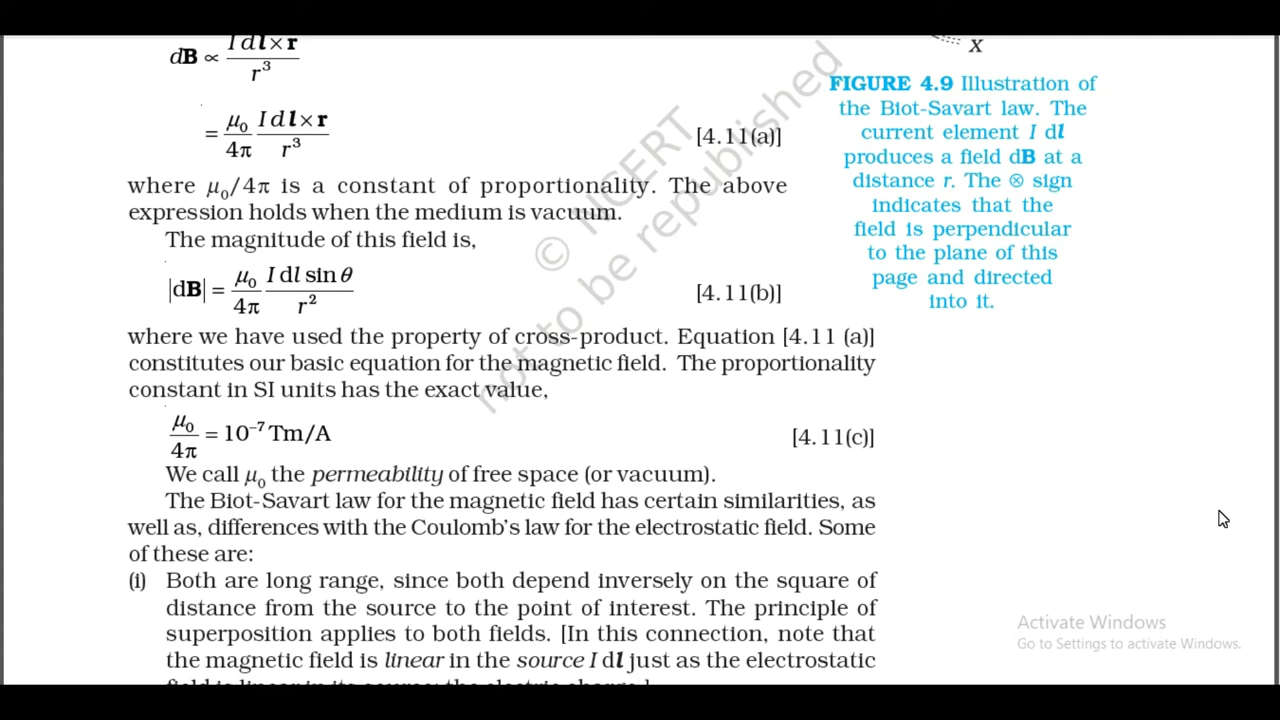 dB ∝ I dl × r / r³
= μ₀/4π I d l × r / r³ [4.11(a)]
where μ₀/4π is a constant of proportionality. The above
expression holds when the medium is vacuum.
The magnitude of this field is,
|dB| = μ₀/4π I dl sin θ / r² [4.11(b)]
where we have used the property of cross-product. Equation [4.11 (a)]
constitutes our basic equation for the magnetic field. The proportionality
constant in SI units has the exact value,
μ₀/4π = 10⁻⁷ Tm/A [4.11(c)]
We call μ₀ the permeability of free space (or vacuum).
The Biot-Savart law for the magnetic field has certain similarities, as
well as, differences with the Coulomb's law for the electrostatic field. Some
of these are:
(i) Both are long range, since both depend inversely on the square of
distance from the source to the point of interest. The principle of
superposition applies to both fields. [In this connection, note that
the magnetic field is linear in the source I dl just as the electrostatic
field is linear in its source: the electric charge.]
X
FIGURE 4.9 Illustration of
the Biot-Savart law. The
current element I dl
produces a field dB at a
distance r. The ⊗ sign
indicates that the
field is perpendicular
to the plane of this
page and directed
into it.
© NCERT
not to be republished
Activate Windows
Go to Settings to activate Windows.